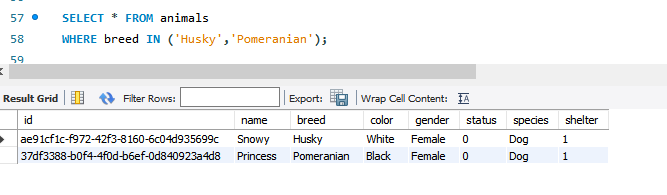 57 SELECT * FROM animals
58 WHERE breed IN ('Husky','Pomeranian');
59
Result Grid Filter Rows: Export: Wrap Cell Content:
id name breed color gender status species shelter
ae91cf1c-f972-42f3-8160-6c04d935699c Snowy Husky White Female 0 Dog 1
37df3388-b0f4-4f0d-b6ef-0d840923a4d8 Princess Pomeranian Black Female 0 Dog 1